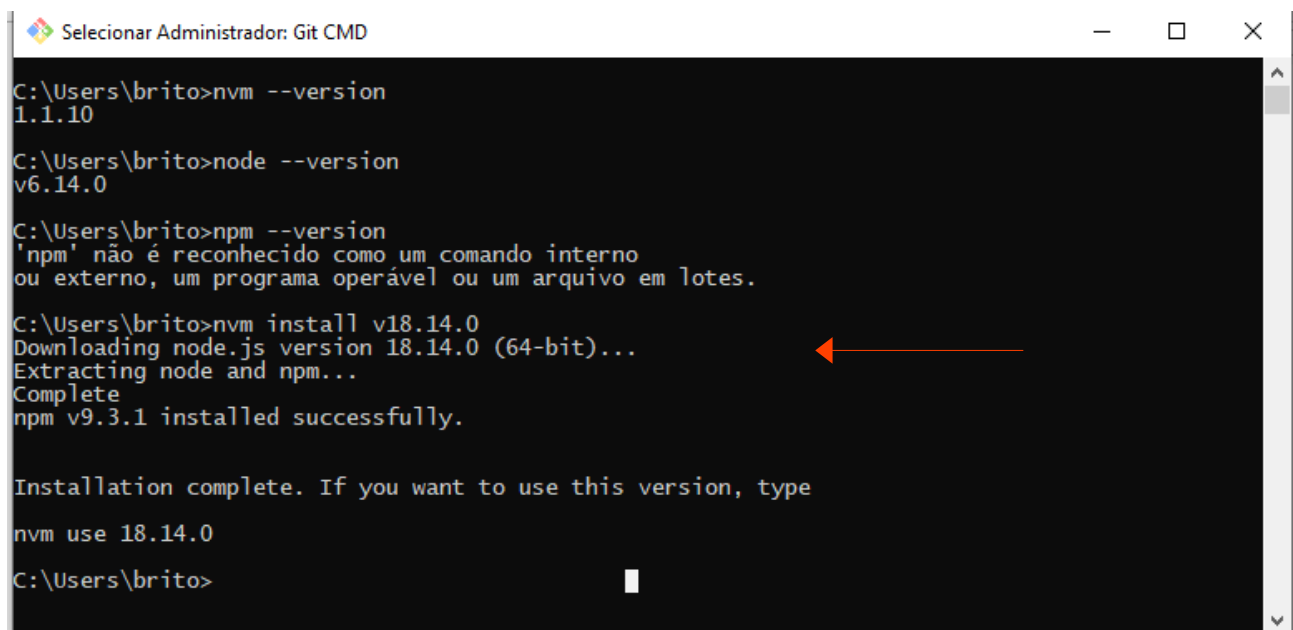 Selecionar Administrador: Git CMD
C:\Users\brito>nvm --version
1.1.10
C:\Users\brito>node --version
v6.14.0
C:\Users\brito>npm --version
'npm' não é reconhecido como um comando interno
ou externo, um programa operável ou um arquivo em lotes.
C:\Users\brito>nvm install v18.14.0
Downloading node.js version 18.14.0 (64-bit)...
Extracting node and npm...
Complete
npm v9.3.1 installed successfully.
Installation complete. If you want to use this version, type
nvm use 18.14.0
C:\Users\brito>